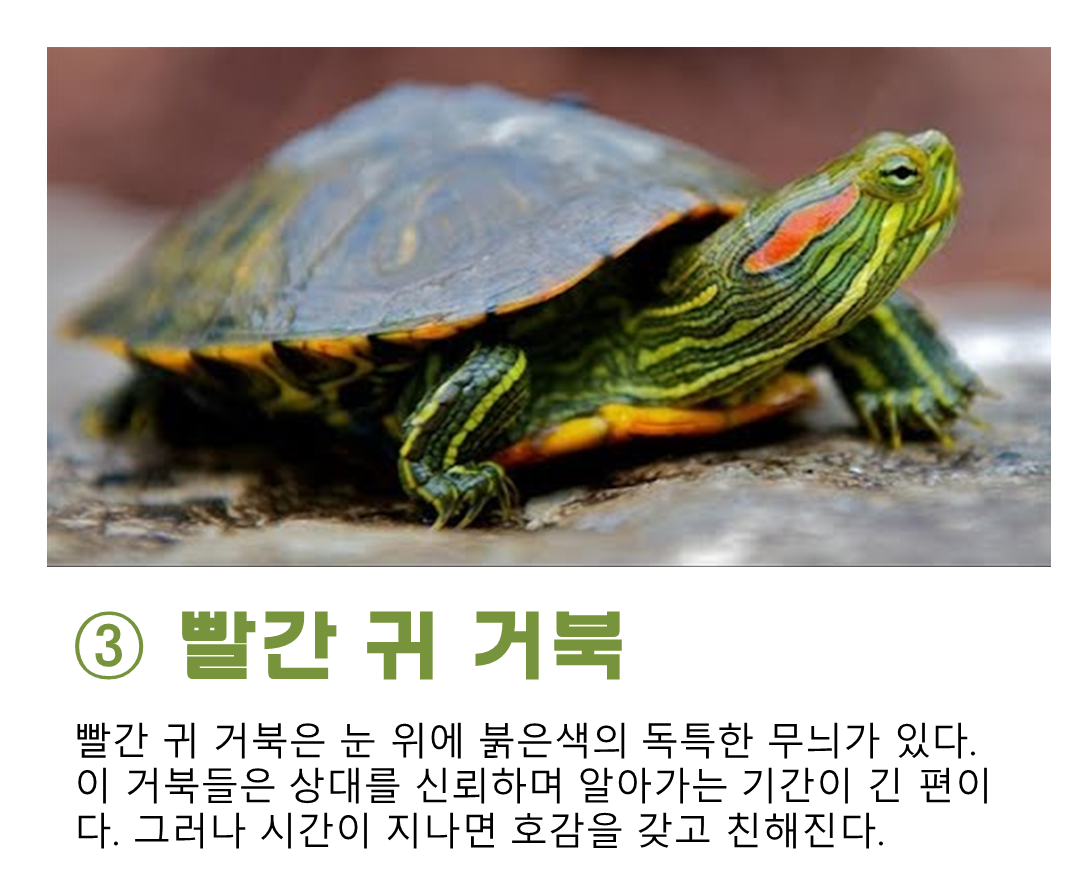 ③ 빨간 귀 거북
빨간 귀 거북은 눈 위에 붉은색의 독특한 무늬가 있다.
이 거북들은 상대를 신뢰하며 알아가는 기간이 긴 편이
다. 그러나 시간이 지나면 호감을 갖고 친해진다.